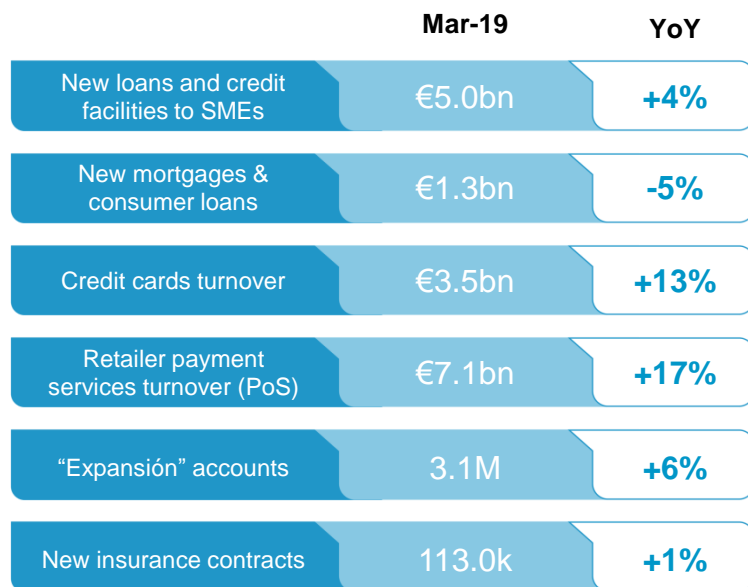 Mar-19 YoY
New loans and credit
facilities to SMEs
€5.0bn
+4%
New mortgages &
consumer loans
€1.3bn
-5%
Credit cards turnover
€3.5bn
+13%
Retailer payment
services turnover (PoS)
€7.1bn
+17%
“Expansión” accounts
3.1M
+6%
New insurance contracts
113.0k
+1%